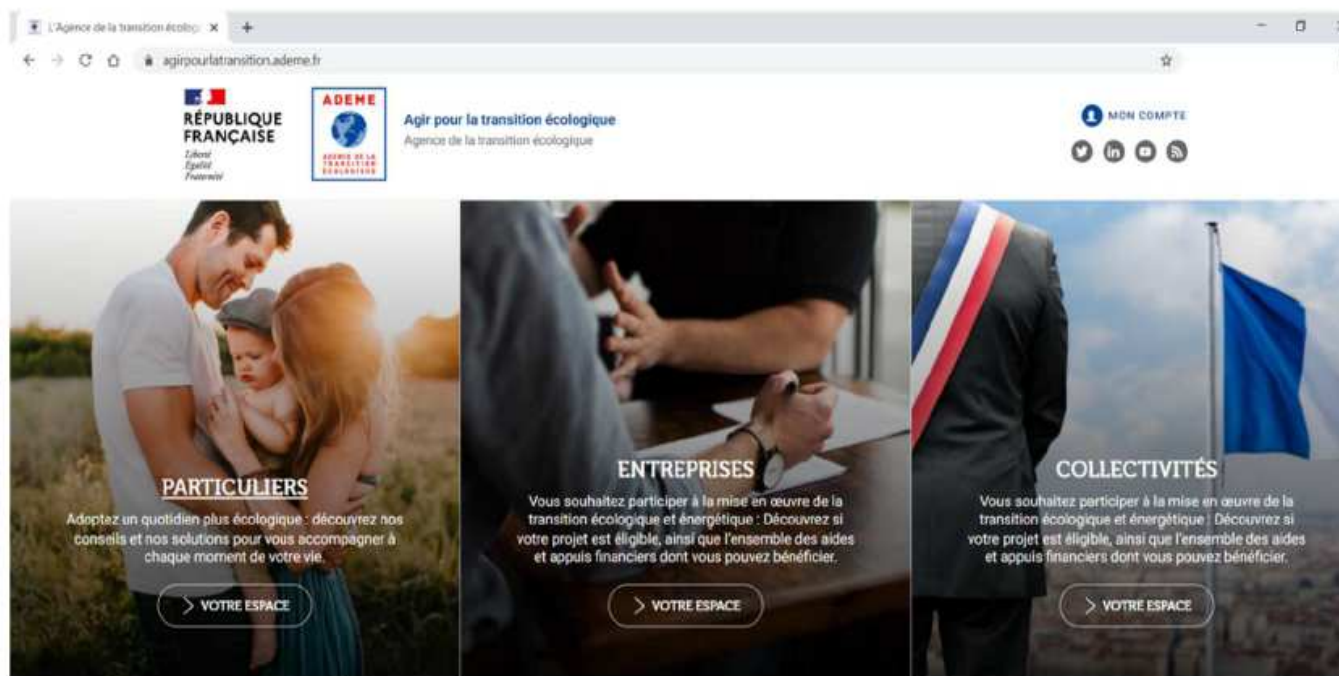 L'Agence de la transition écologi
agirpourlatransition.ademe.fr
RÉPUBLIQUE
FRANÇAISE
Liberté
Égalité
Fraternité
ADEME
AGENCE DE LA
TRANSITION
ÉCOLOGIQUE
Agir pour la transition écologique
Agence de la transition écologique
MON COMPTE
PARTICULIERS
Adoptez un quotidien plus écologique : découvrez nos
conseils et nos solutions pour vous accompagner à
chaque moment de votre vie.
VOTRE ESPACE
ENTREPRISES
Vous souhaitez participer à la mise en œuvre de la
transition écologique et énergétique : Découvrez si
votre projet est éligible, ainsi que l'ensemble des aides
et appuis financiers dont vous pouvez bénéficier.
VOTRE ESPACE
COLLECTIVITÉS
Vous souhaitez participer à la mise en œuvre de la
transition écologique et énergétique : Découvrez si
votre projet est éligible, ainsi que l'ensemble des aides
et appuis financiers dont vous pouvez bénéficier.
VOTRE ESPACE